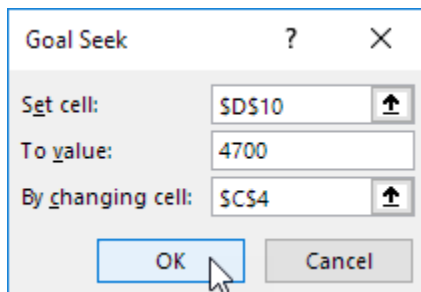 Goal Seek ? ×
Set cell: $D$10
To value: 4700
By changing cell: $C$4
OK Cancel